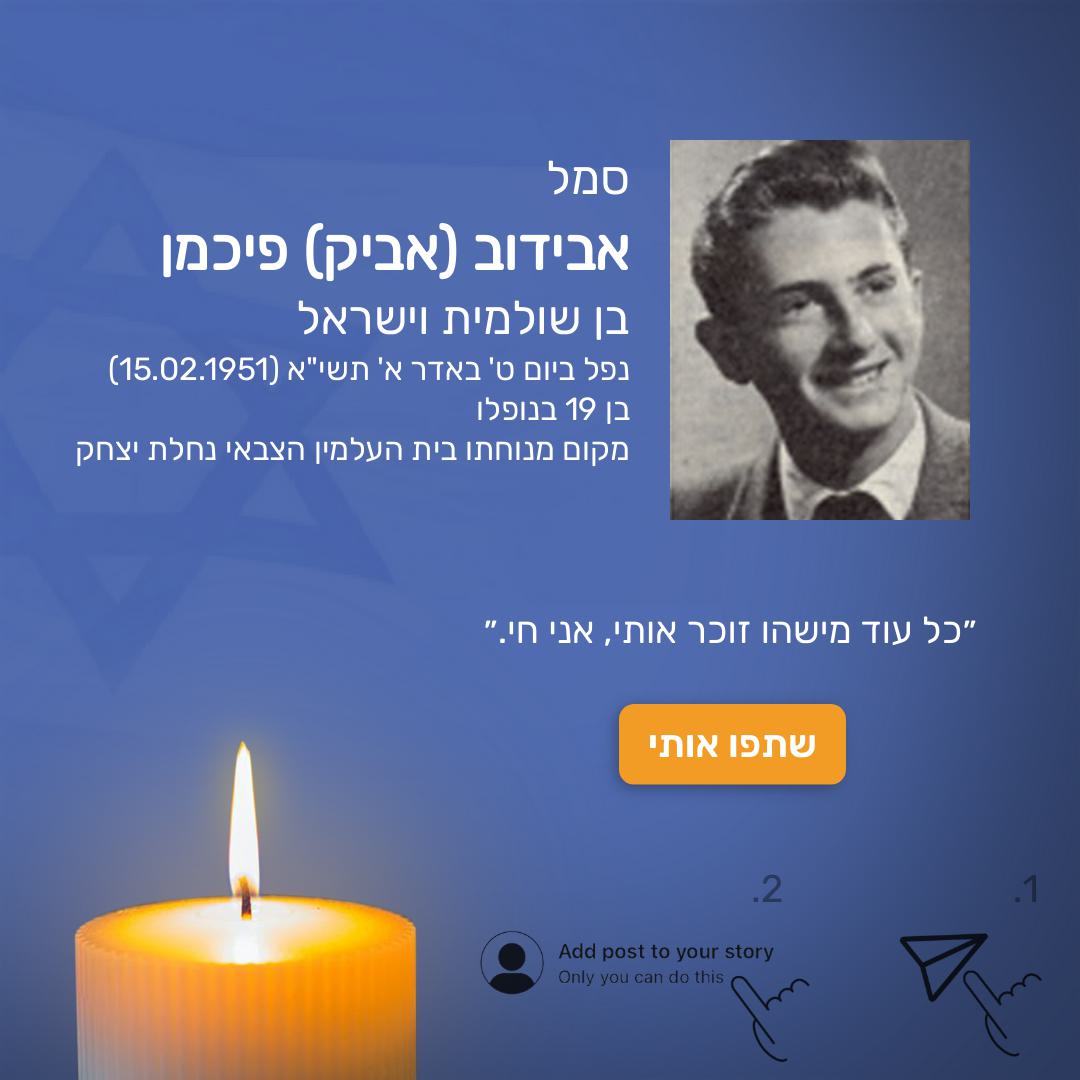 סמל
אבידוב (אביק) פיכמן
בן שולמית וישראל
נפל ביום ט' באדר א' תשי"א (15.02.1951)
בן 19 בנופלו
מקום מנוחתו בית העלמין הצבאי נחלת יצחק
״כל עוד מישהו זוכר אותי, אני חי.״
שתפו אותי
.1
.2
Add post to your story
Only you can do this